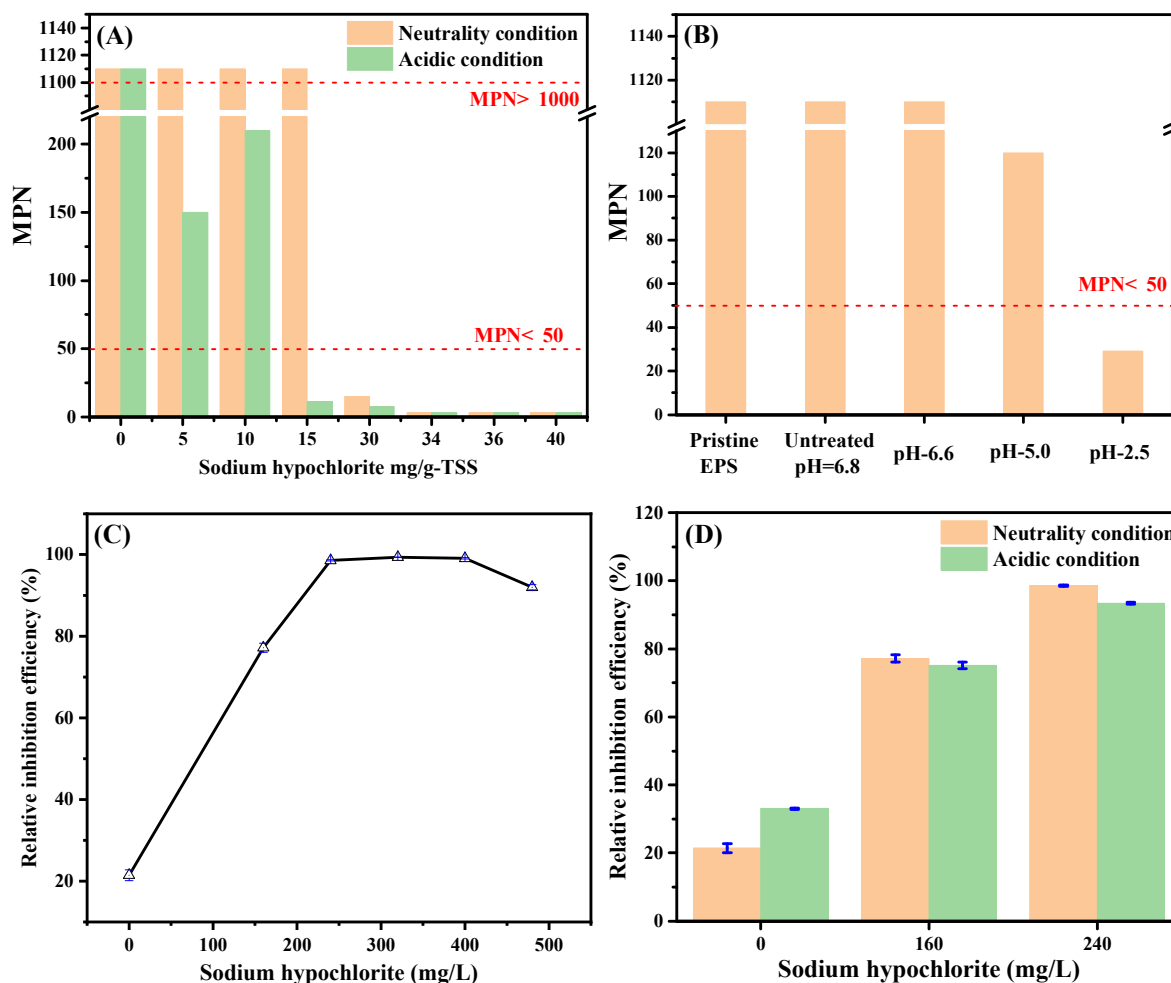 (A)
Neutrality condition
Acidic condition
MPN> 1000
MPN< 50
MPN
1140
1120
1100
200
150
100
50
0
0 5 10 15 30 34 36 40
Sodium hypochlorite mg/g-TSS
(B)
MPN< 50
MPN
1140
1120
120
100
80
60
40
20
0
Pristine EPS
Untreated pH=6.8
pH-6.6
pH-5.0
pH-2.5
(C)
Relative inhibition efficiency (%)
100
80
60
40
20
0 100 200 300 400 500
Sodium hypochlorite (mg/L)
(D)
Neutrality condition
Acidic condition
Relative inhibition efficiency (%)
120
100
80
60
40
20
0
0 160 240
Sodium hypochlorite (mg/L)